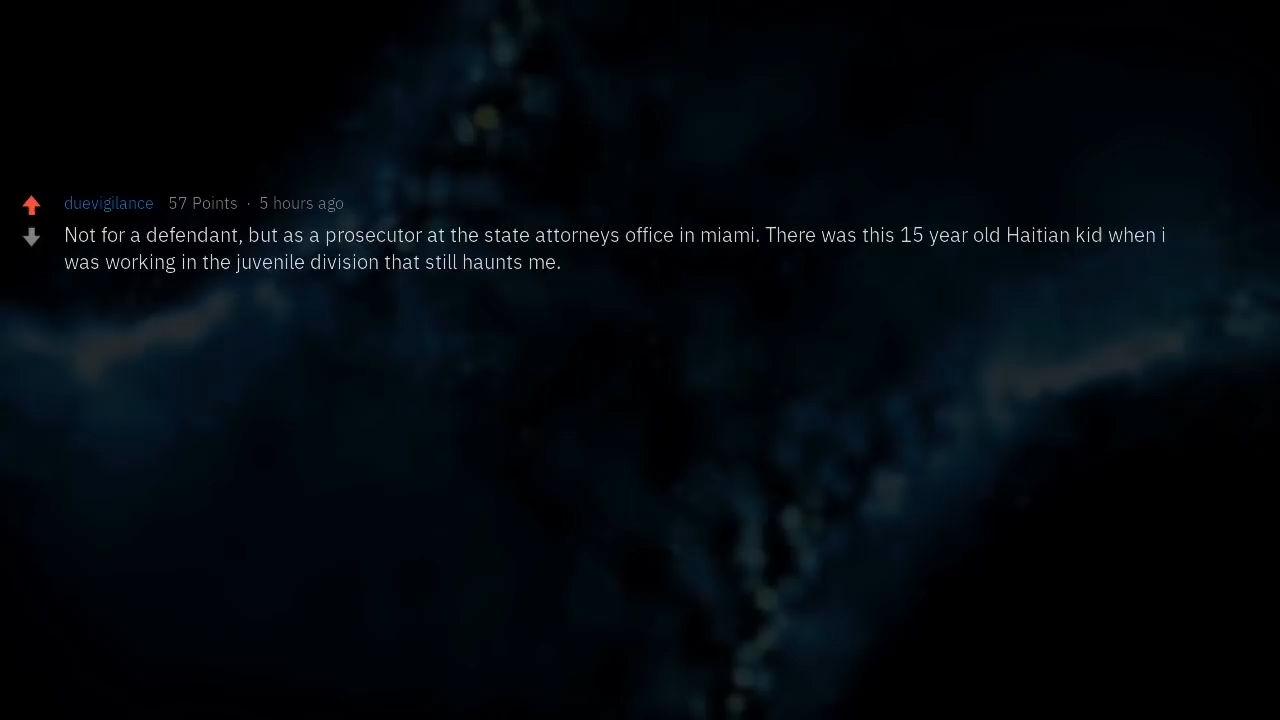 duevigilance 57 Points · 5 hours ago
Not for a defendant, but as a prosecutor at the state attorneys office in miami. There was this 15 year old Haitian kid when i
was working in the juvenile division that still haunts me.